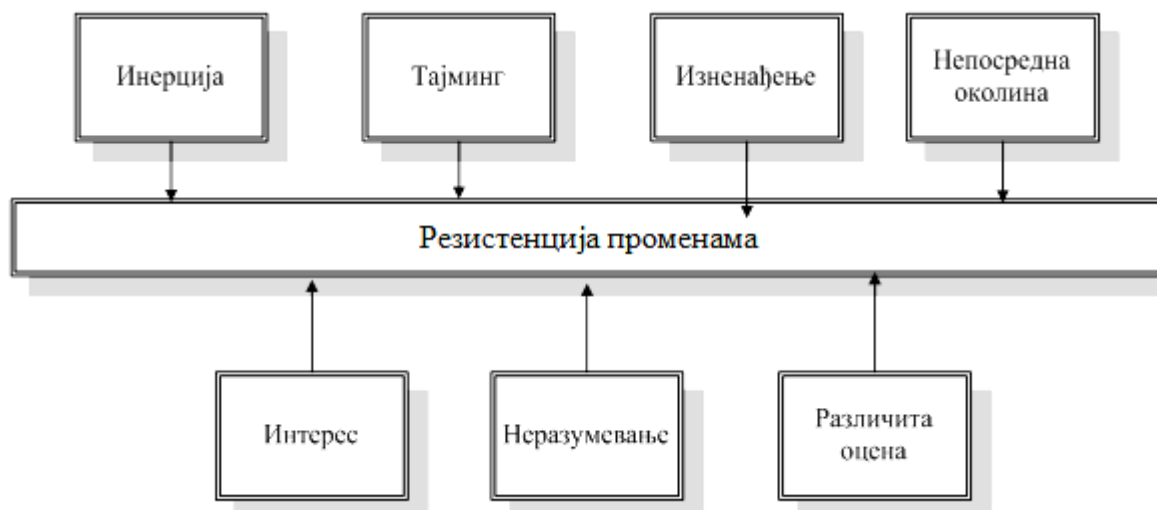 Инерција
Тајминг
Изненађење
Непосредна
околина
Резистенција променама
Интерес
Неразумевање
Различита
оцена